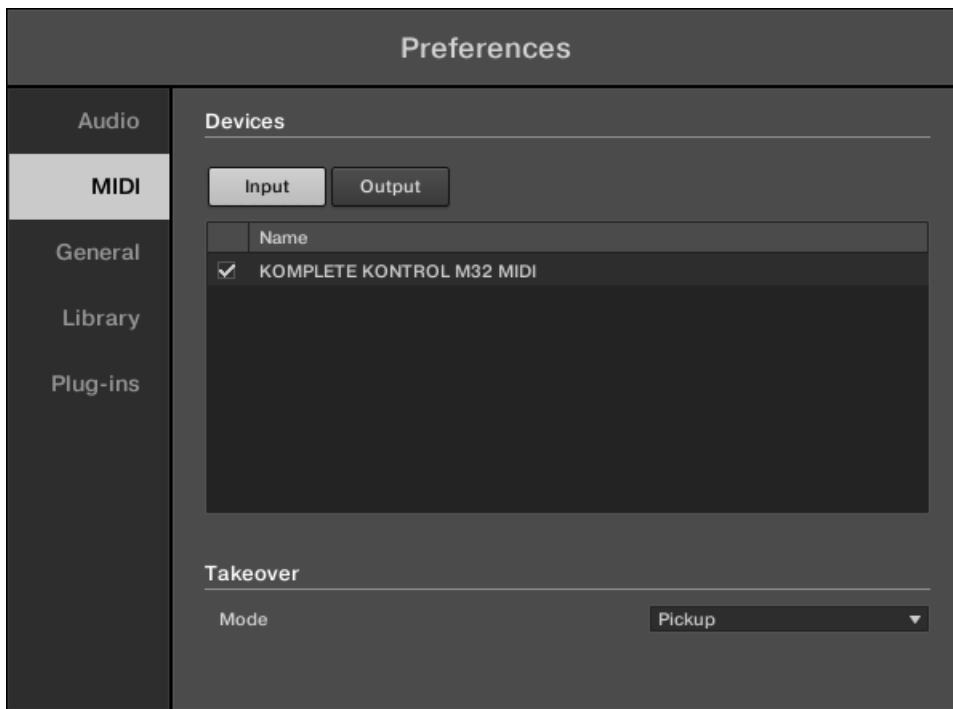 Preferences
Audio
MIDI
General
Library
Plug-ins
Devices
Input Output
Name
KOMPLETE KONTROL M32 MIDI
Takeover
Mode Pickup